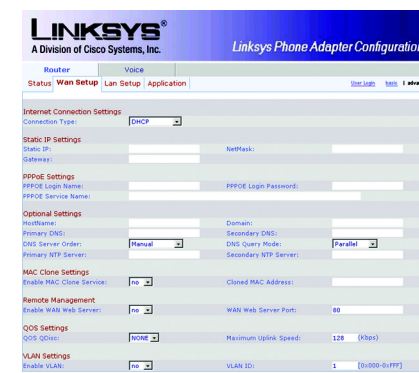 LINKSYS®
A Division of Cisco Systems, Inc.
Linksys Phone Adapter Configuration
Router Voice
Status Wan Setup Lan Setup Application
User Login basic | adva
Internet Connection Settings
Connection Type: DHCP
Static IP Settings
Static IP: NetMask:
Gateway:
PPPoE Settings
PPPOE Login Name: PPPOE Login Password:
PPPOE Service Name:
Optional Settings
HostName: Domain:
Primary DNS: Secondary DNS:
DNS Server Order: Manual DNS Query Mode: Parallel
Primary NTP Server: Secondary NTP Server:
MAC Clone Settings
Enable MAC Clone Service: no Cloned MAC Address:
Remote Management
Enable WAN Web Server: no WAN Web Server Port: 80
QOS Settings
QOS QDisc: NONE Maximum Uplink Speed: 128 (Kbps)
VLAN Settings
Enable VLAN: no VLAN ID: 1 [0x000-0xFFF]